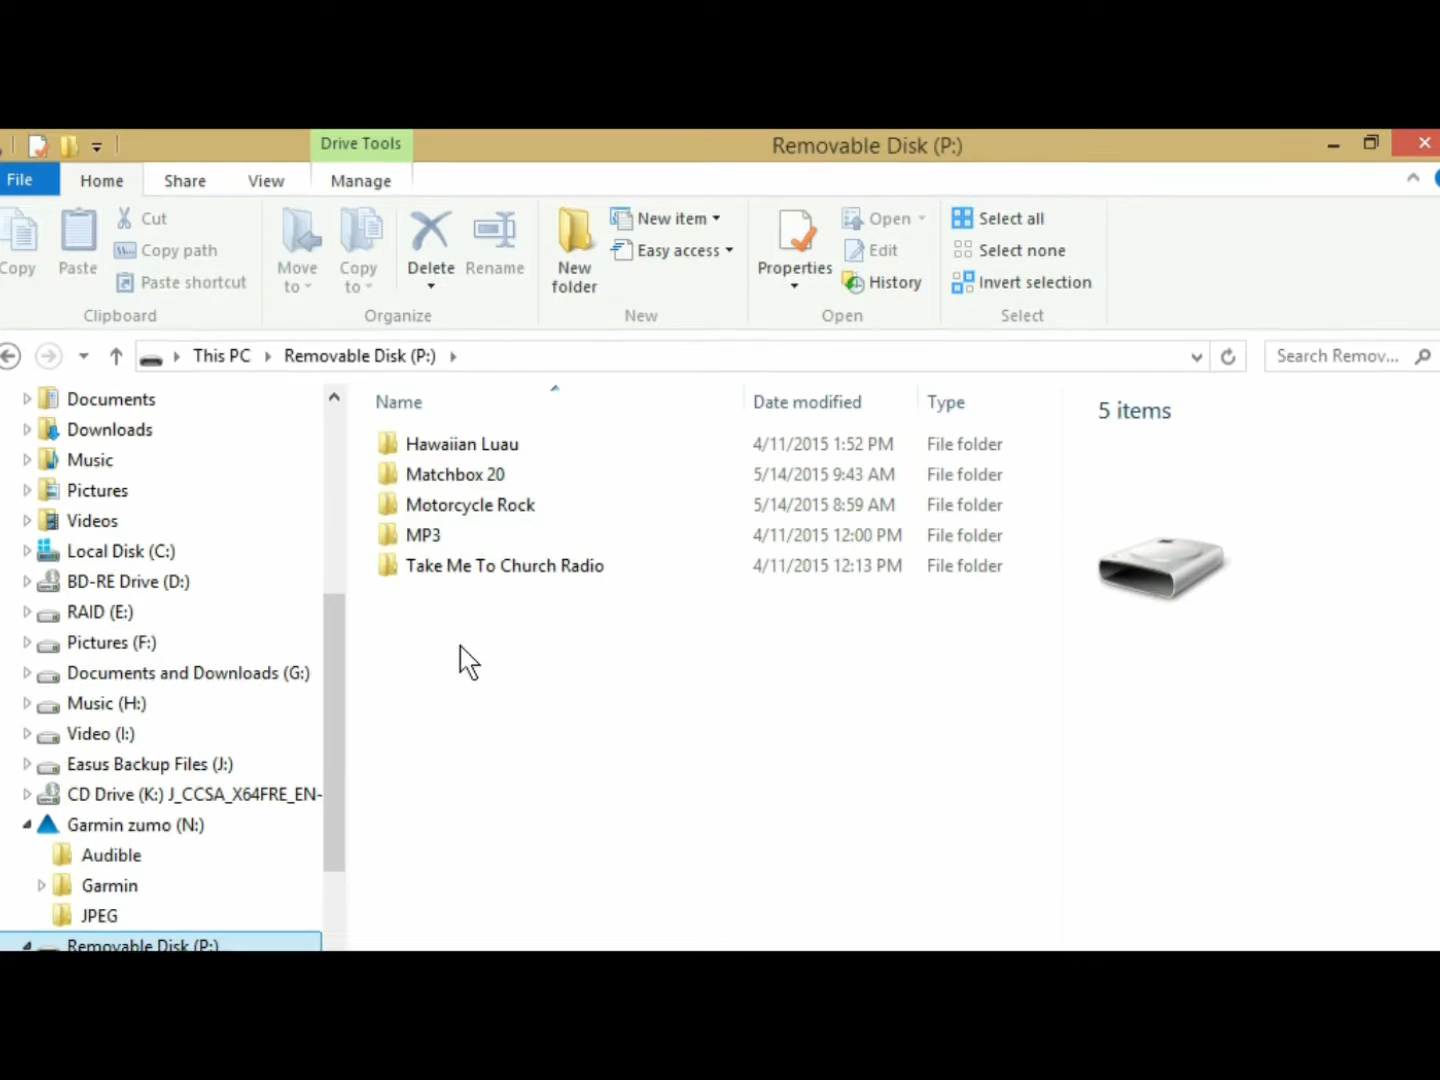 Drive Tools
Removable Disk (P:)
File Home Share View Manage
Copy
Paste
Cut
Copy path
Paste shortcut
Clipboard
Move to
Copy to
Delete
Rename
Organize
New folder
New item
Easy access
New
Properties
Open
Edit
History
Open
Select all
Select none
Invert selection
Select
This PC Removable Disk (P:)
Search Remov...
Documents
Downloads
Music
Pictures
Videos
Local Disk (C:)
BD-RE Drive (D:)
RAID (E:)
Pictures (F:)
Documents and Downloads (G:)
Music (H:)
Video (I:)
Easus Backup Files (J:)
CD Drive (K:) J_CCSA_X64FRE_EN-
Garmin zumo (N:)
Audible
Garmin
JPEG
Removable Disk (P:)
Name Date modified Type
Hawaiian Luau 4/11/2015 1:52 PM File folder
Matchbox 20 5/14/2015 9:43 AM File folder
Motorcycle Rock 5/14/2015 8:59 AM File folder
MP3 4/11/2015 12:00 PM File folder
Take Me To Church Radio 4/11/2015 12:13 PM File folder
5 items